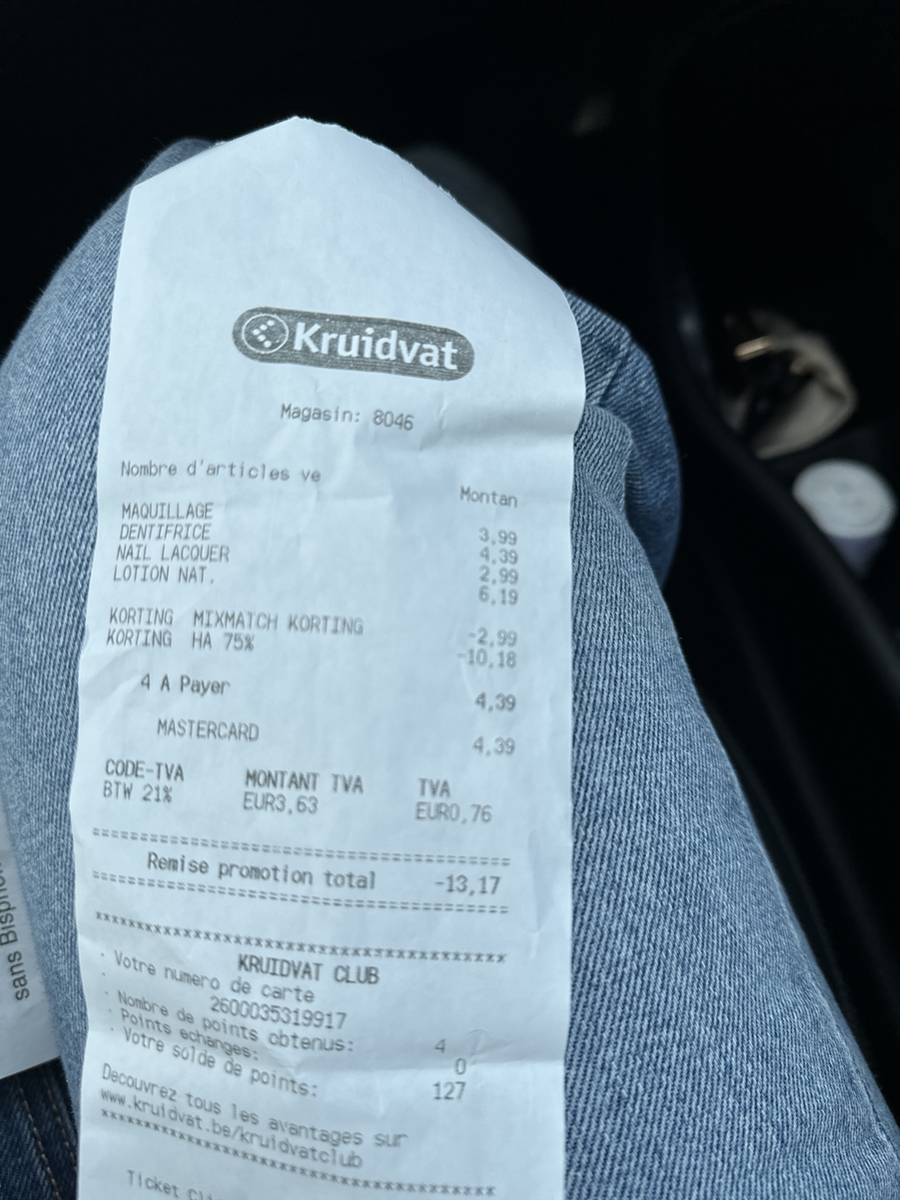 Kruidvat
Magasin: 8046
Nombre d'articles ve
Montan
MAQUILLAGE 3,99
DENTIFRICE 4,39
NAIL LACQUER 2,99
LOTION NAT. 6,19
KORTING MIXMATCH KORTING -2,99
KORTING HA 75% -10,18
4 A Payer 4,39
MASTERCARD 4,39
CODE-TVA MONTANT TVA TVA
BTW 21% EUR3,63 EUR0,76
==========================================
Remise promotion total -13,17
==========================================
xxxxxxxxxxxxxxxxxxxxxxxxxxxxxxxxxxxxxxxxxx
KRUIDVAT CLUB
· Votre numero de carte
· 2600035319917
· Nombre de points obtenus: 4
· Points echanges: 0
· Votre solde de points: 127
Decouvrez tous les avantages sur
www.kruidvat.be/kruidvatclub
xxxxxxxxxxxxxxxxxxxxxxxxxxxxxxxxxxxxxxxxxx
Ticket
sans